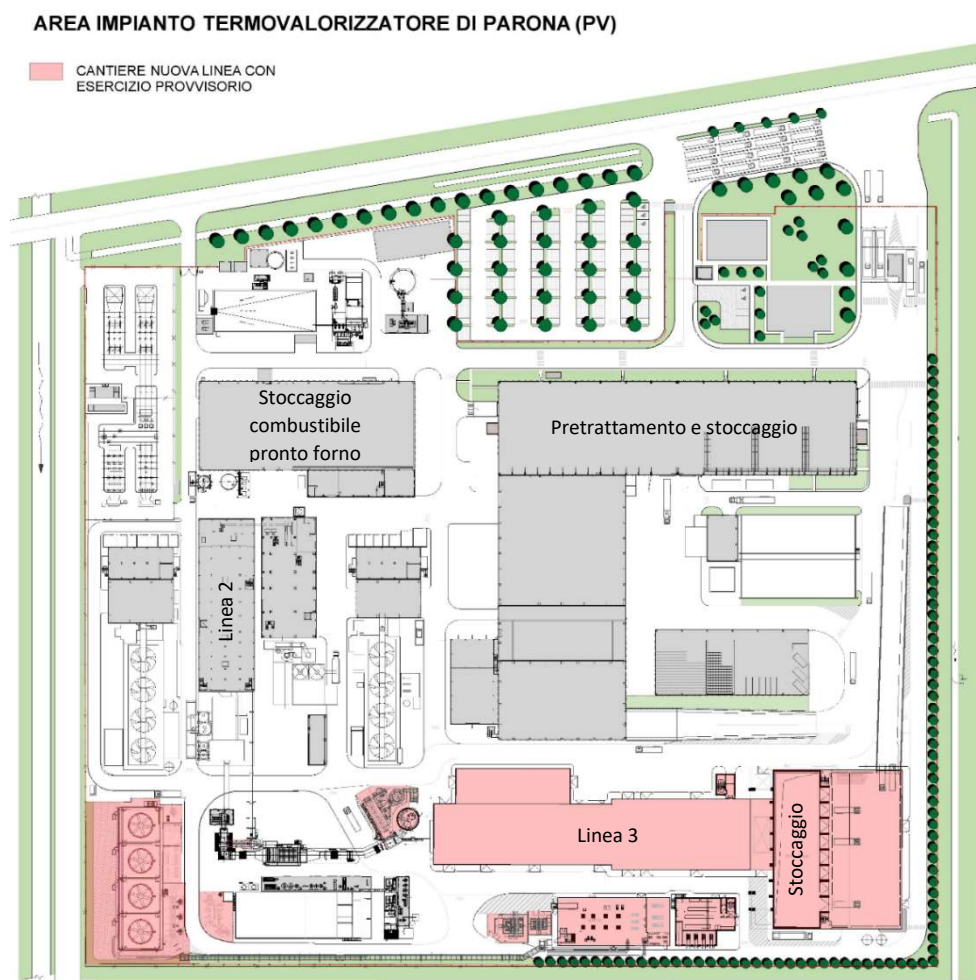 AREA IMPIANTO TERMOVALORIZZATORE DI PARONA (PV)
CANTIERE NUOVA LINEA CON
ESERCIZIO PROVVISORIO
Stoccaggio
combustibile
pronto forno
Pretrattamento e stoccaggio
Linea 2
Linea 3
Stoccaggio